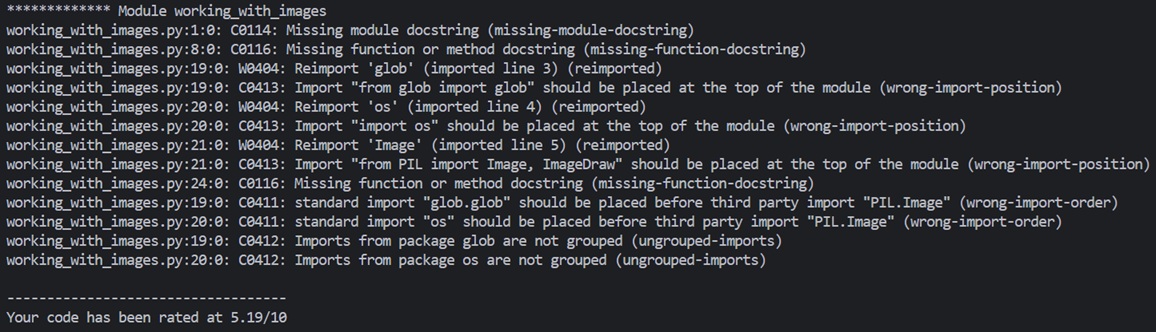 ************* Module working_with_images
working_with_images.py:1:0: C0114: Missing module docstring (missing-module-docstring)
working_with_images.py:8:0: C0116: Missing function or method docstring (missing-function-docstring)
working_with_images.py:19:0: W0404: Reimport 'glob' (imported line 3) (reimported)
working_with_images.py:19:0: C0413: Import "from glob import glob" should be placed at the top of the module (wrong-import-position)
working_with_images.py:20:0: W0404: Reimport 'os' (imported line 4) (reimported)
working_with_images.py:20:0: C0413: Import "import os" should be placed at the top of the module (wrong-import-position)
working_with_images.py:21:0: W0404: Reimport 'Image' (imported line 5) (reimported)
working_with_images.py:21:0: C0413: Import "from PIL import Image, ImageDraw" should be placed at the top of the module (wrong-import-position)
working_with_images.py:24:0: C0116: Missing function or method docstring (missing-function-docstring)
working_with_images.py:19:0: C0411: standard import "glob.glob" should be placed before third party import "PIL.Image" (wrong-import-order)
working_with_images.py:20:0: C0411: standard import "os" should be placed before third party import "PIL.Image" (wrong-import-order)
working_with_images.py:19:0: C0412: Imports from package glob are not grouped (ungrouped-imports)
working_with_images.py:20:0: C0412: Imports from package os are not grouped (ungrouped-imports)
-----------------------------------
Your code has been rated at 5.19/10